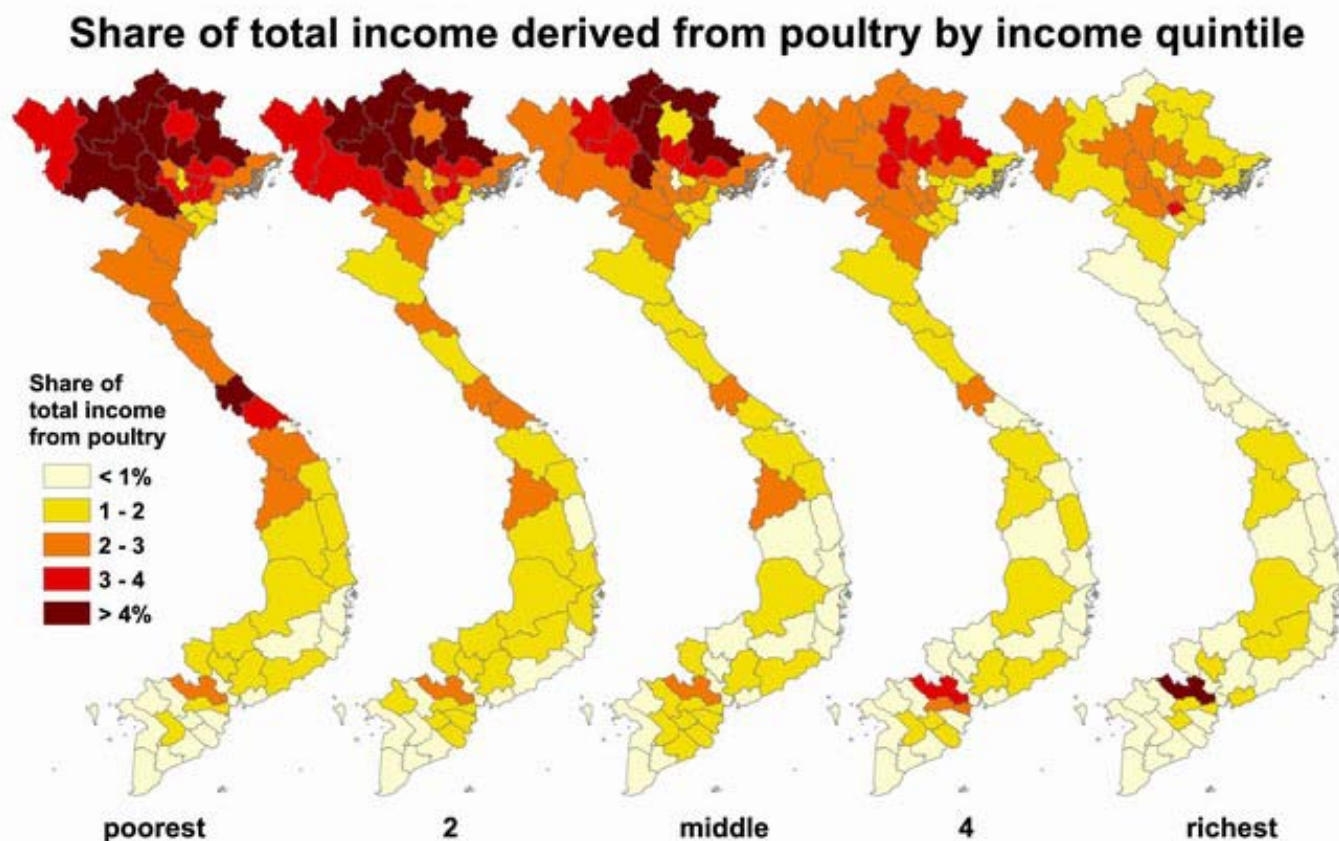 Share of total income derived from poultry by income quintile
Share of
total income
from poultry
< 1%
1 - 2
2 - 3
3 - 4
> 4%
poorest
2
middle
4
richest